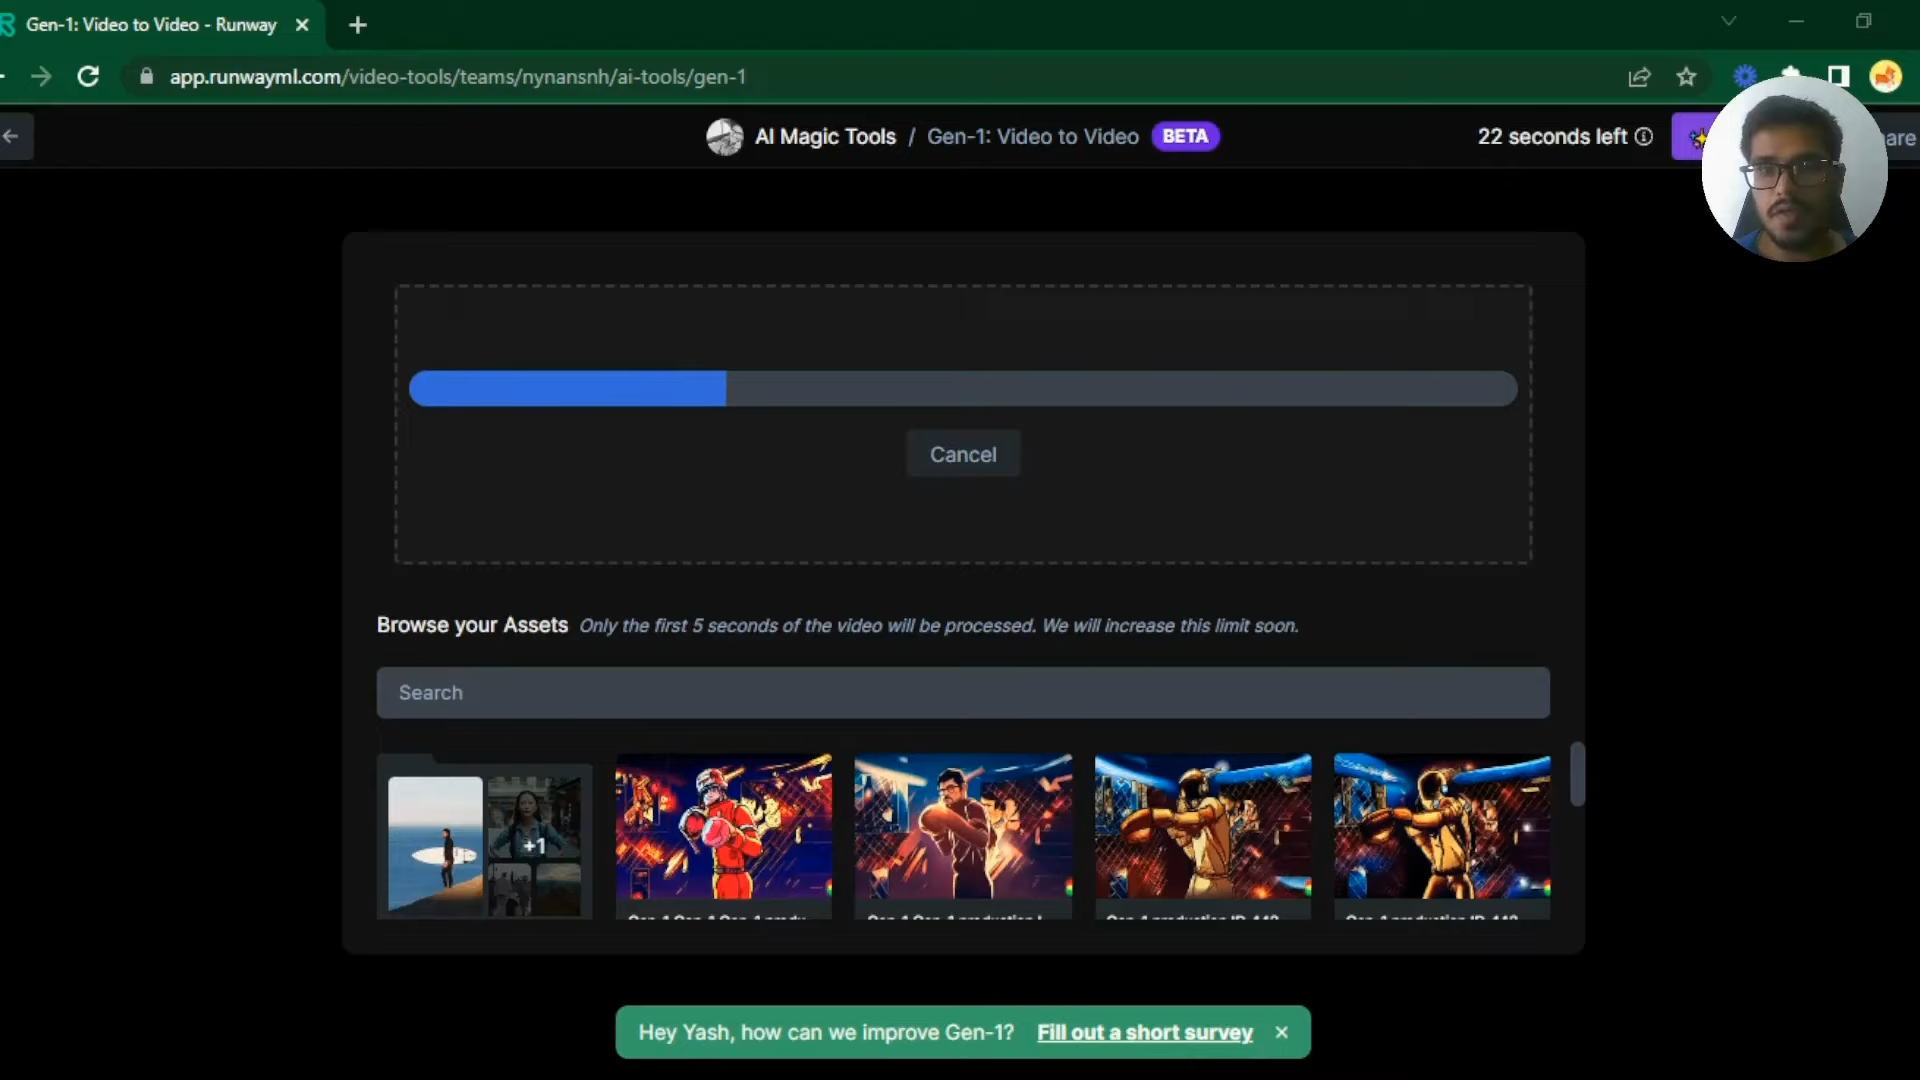 Gen-1: Video to Video - Runway
app.runwayml.com/video-tools/teams/nynansnh/ai-tools/gen-1
AI Magic Tools / Gen-1: Video to Video BETA
22 seconds left
are
Cancel
Browse your Assets Only the first 5 seconds of the video will be processed. We will increase this limit soon.
Search
+1
Hey Yash, how can we improve Gen-1? Fill out a short survey